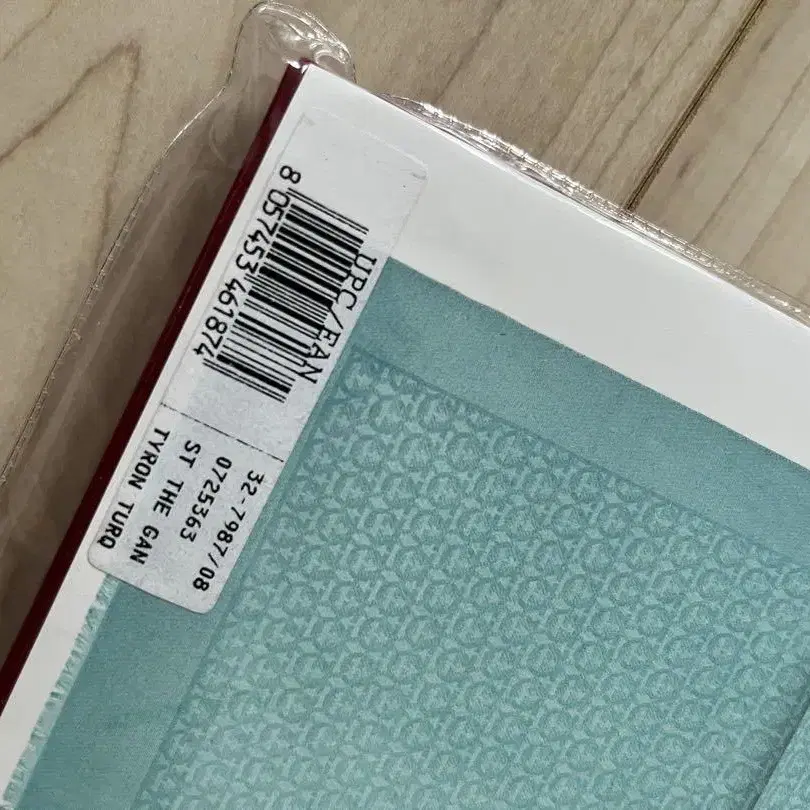 UPC/EAN
8 057453 461874
32-7987/08
0725363
ST THE GAN
TYRON TURQ